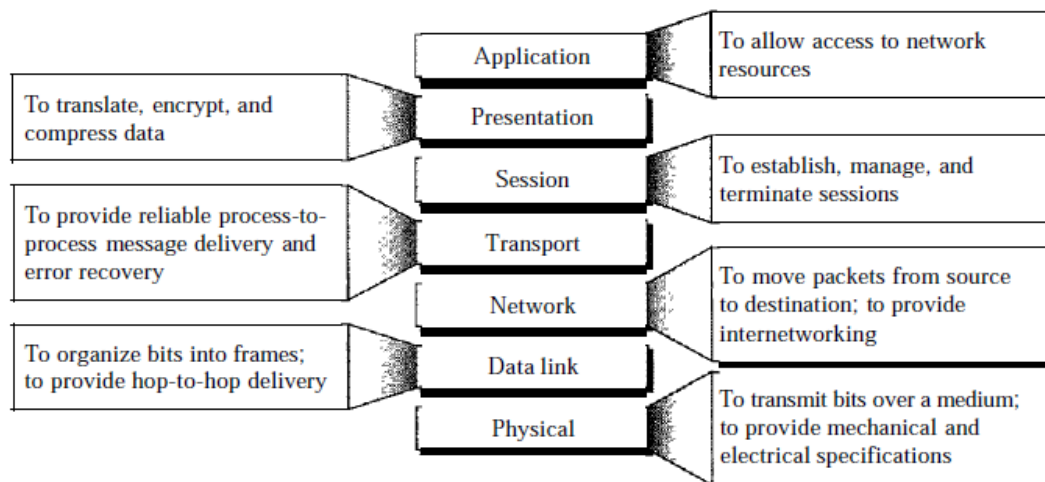 Application
To allow access to network
resources
To translate, encrypt, and
compress data
Presentation
Session
To establish, manage, and
terminate sessions
To provide reliable process-to-
process message delivery and
error recovery
Transport
Network
To move packets from source
to destination; to provide
internetworking
To organize bits into frames;
to provide hop-to-hop delivery
Data link
Physical
To transmit bits over a medium;
to provide mechanical and
electrical specifications